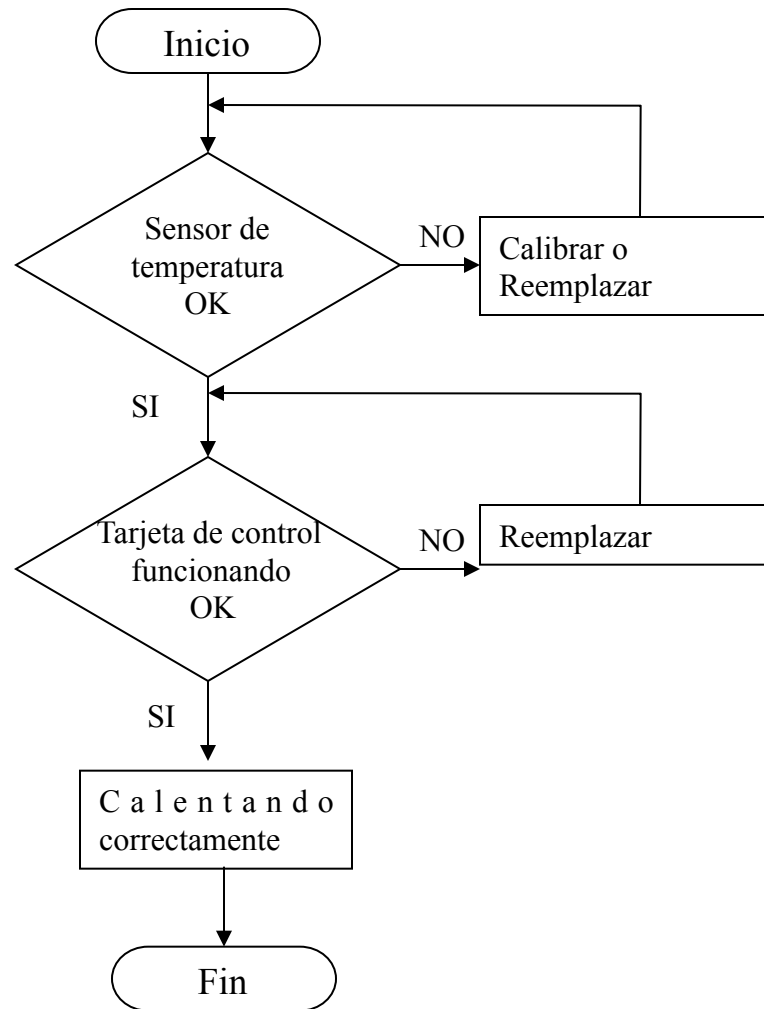 Inicio
Sensor de
temperatura
OK
NO
Calibrar o
Reemplazar
SI
Tarjeta de control
funcionando
OK
NO
Reemplazar
SI
Calentando
correctamente
Fin